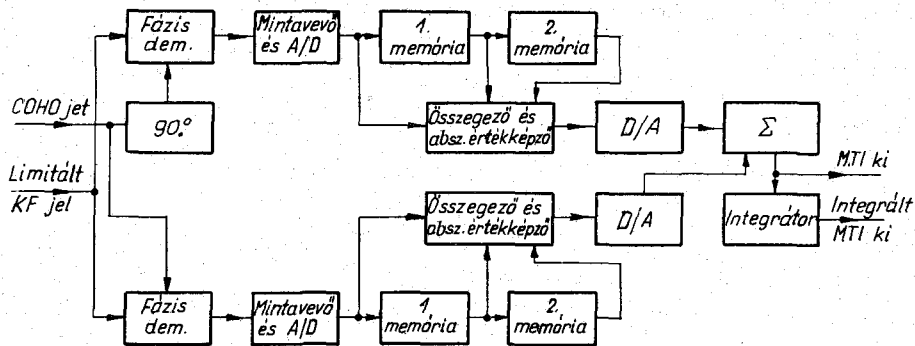 Fázis
dem.
Mintavevő
és A/D
1.
memória
2.
memória
COHO jel
90.°
Összegező és
absz.értékképző
D/A
Σ
MTI ki
Limitált
KF jel
Összegező és
absz.értékképző
D/A
Integrátor
Integrált
MTI ki
Fázis
dem.
Mintavevő
és A/D
1.
memória
2.
memória